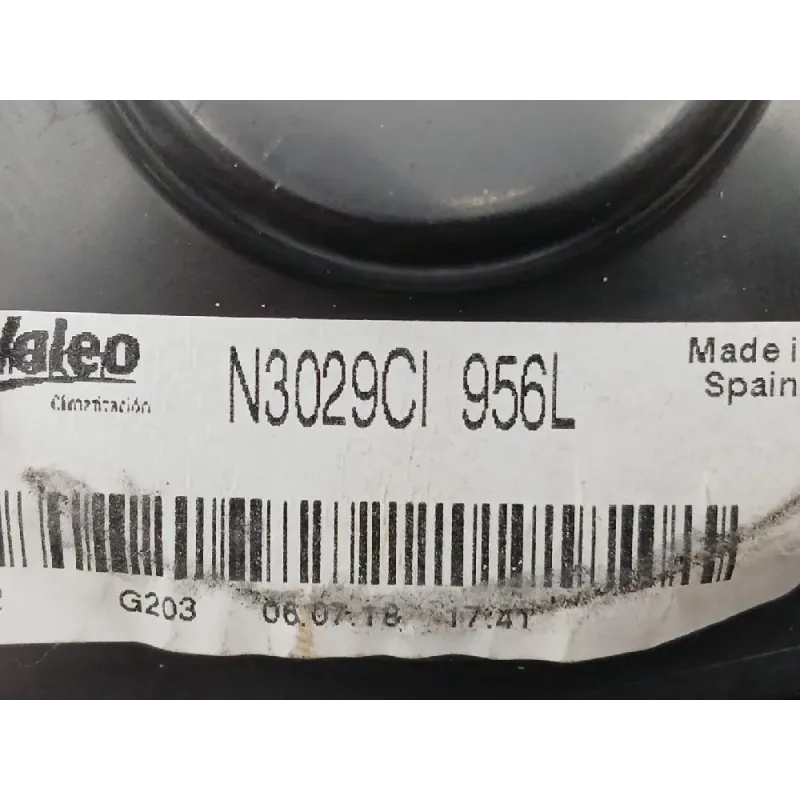 Valeo
Climatización
N3029CI 956L
Made i
Spain
G203 06.07.18 17:41